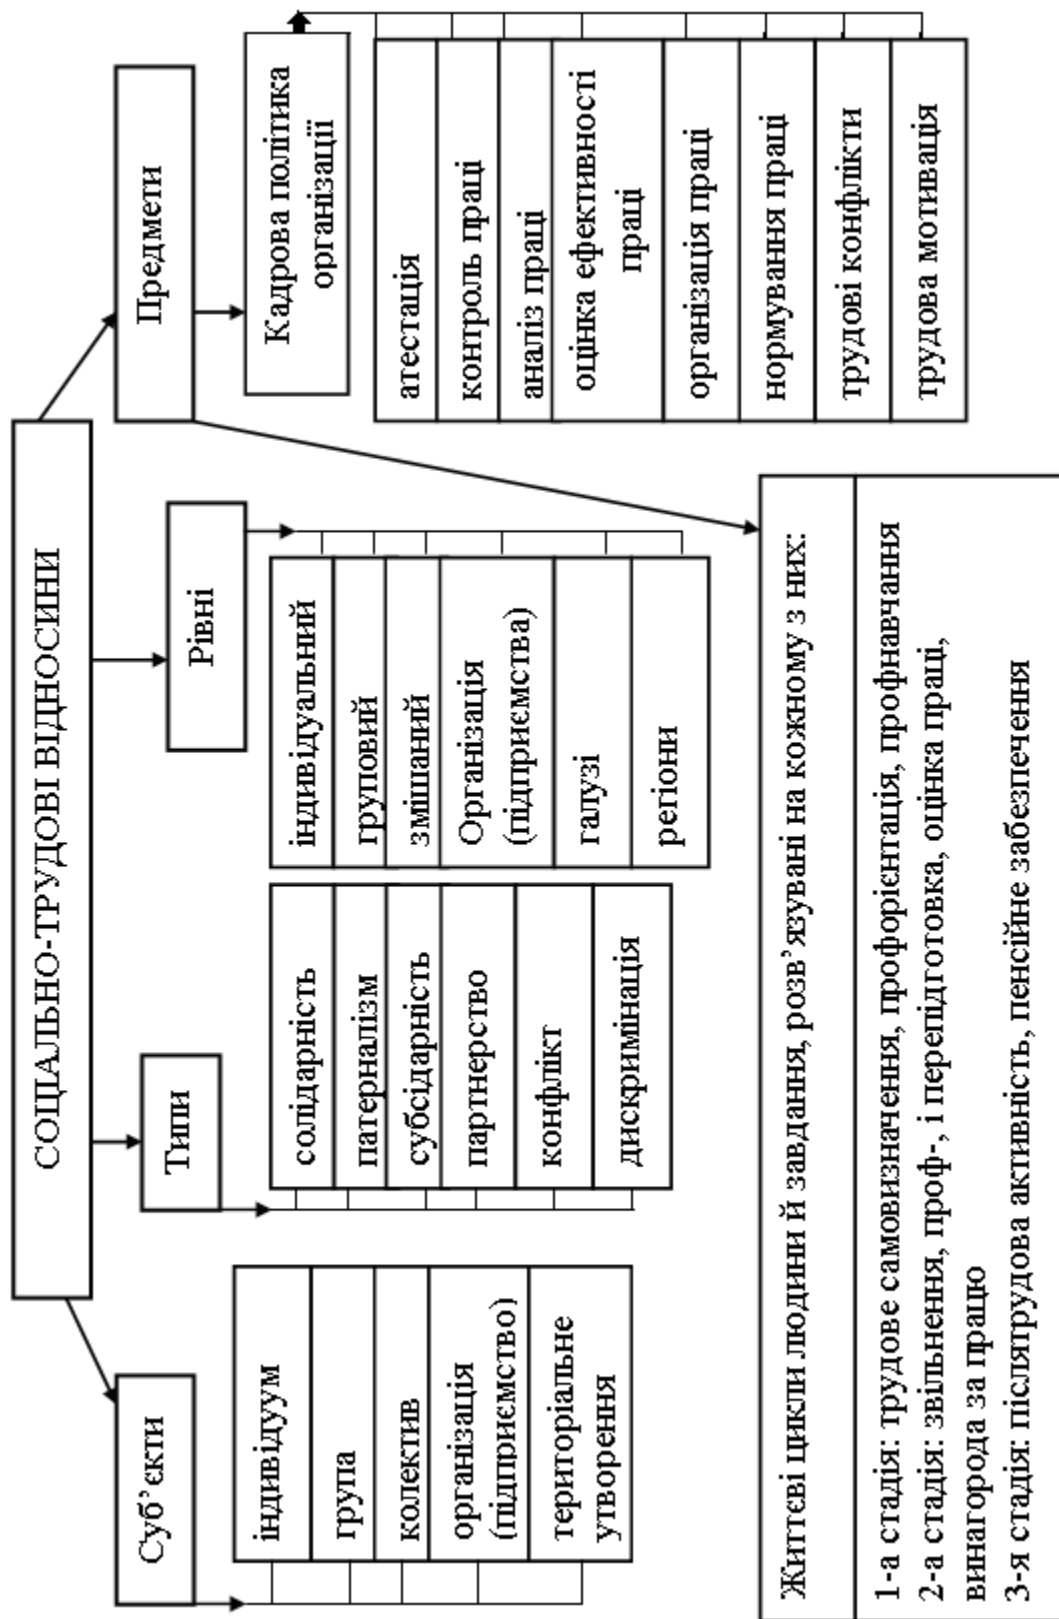 СОЦІАЛЬНО-ТРУДОВІ ВІДНОСИНИ
Суб’єкти
індивідуум
група
колектив
організація
(підприємство)
територіальне
утворення
Типи
солідарність
патерналізм
субсідарність
партнерство
конфлікт
дискримінація
Рівні
індивідуальний
груповий
змішаний
Організація
(підприємства)
галузі
регіони
Предмети
Кадрова політика
організації
атестація
контроль праці
аналіз праці
оцінка ефективності
праці
організація праці
нормування праці
трудові конфлікти
трудова мотивація
Життєві цикли людини й завдання, розв’язувані на кожному з них:
1-а стадія: трудове самовизначення, профорієнтація, профнавчання
2-а стадія: звільнення, проф-, і перепідготовка, оцінка праці,
винагорода за працю
3-я стадія: післятрудова активність, пенсійне забезпечення